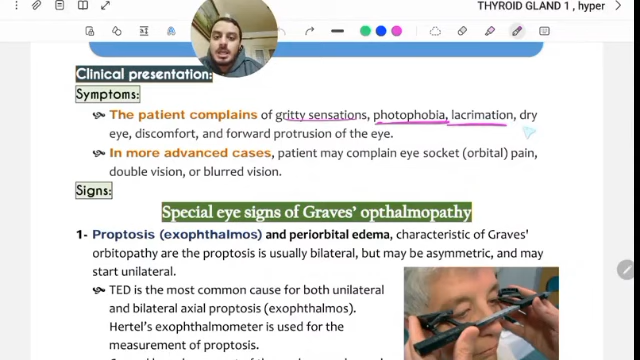 THYROID GLAND 1 , hyper
Clinical presentation:
Symptoms:
The patient complains of gritty sensations, photophobia, lacrimation, dry
eye, discomfort, and forward protrusion of the eye.
In more advanced cases, patient may complain eye socket (orbital) pain,
double vision, or blurred vision.
Signs:
Special eye signs of Graves' opthalmopathy
1- Proptosis (exophthalmos) and periorbital edema, characteristic of Graves'
orbitopathy are the proptosis is usually bilateral, but may be asymmetric, and may
start unilateral.
TED is the most common cause for both unilateral
and bilateral axial proptosis (exophthalmos).
Hertel's exophthalmometer is used for the
measurement of proptosis.